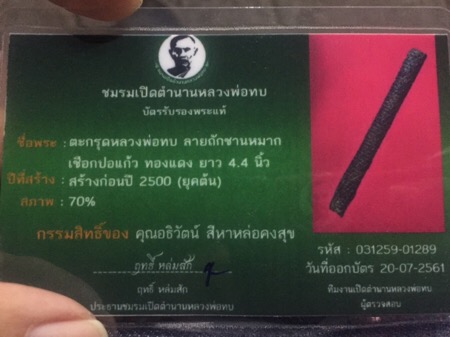 ชมรมเปิดตำนานหลวงพ่อทบ
บัตรรับรองพระแท้
ชื่อพระ : ตะกรุดหลวงพ่อทบ ลายถักชานหมาก
เชือกปอแก้ว ทองแดง ยาว 4.4 นิ้ว
ปีที่สร้าง : สร้างก่อนปี 2500 (ยุคต้น)
สภาพ : 70%
กรรมสิทธิ์ของ คุณอธิวัตน์ สีหาหล่อคงสุข
ฤทธิ์ หล่มสัก
ฤทธิ์ หล่มสัก
ประธานชมรมเปิดตำนานหลวงพ่อทบ
รหัส : 031259-01289
วันที่ออกบัตร 20-07-2561
ทีมงานเปิดตำนานหลวงพ่อทบ
ผู้ตรวจสอบ